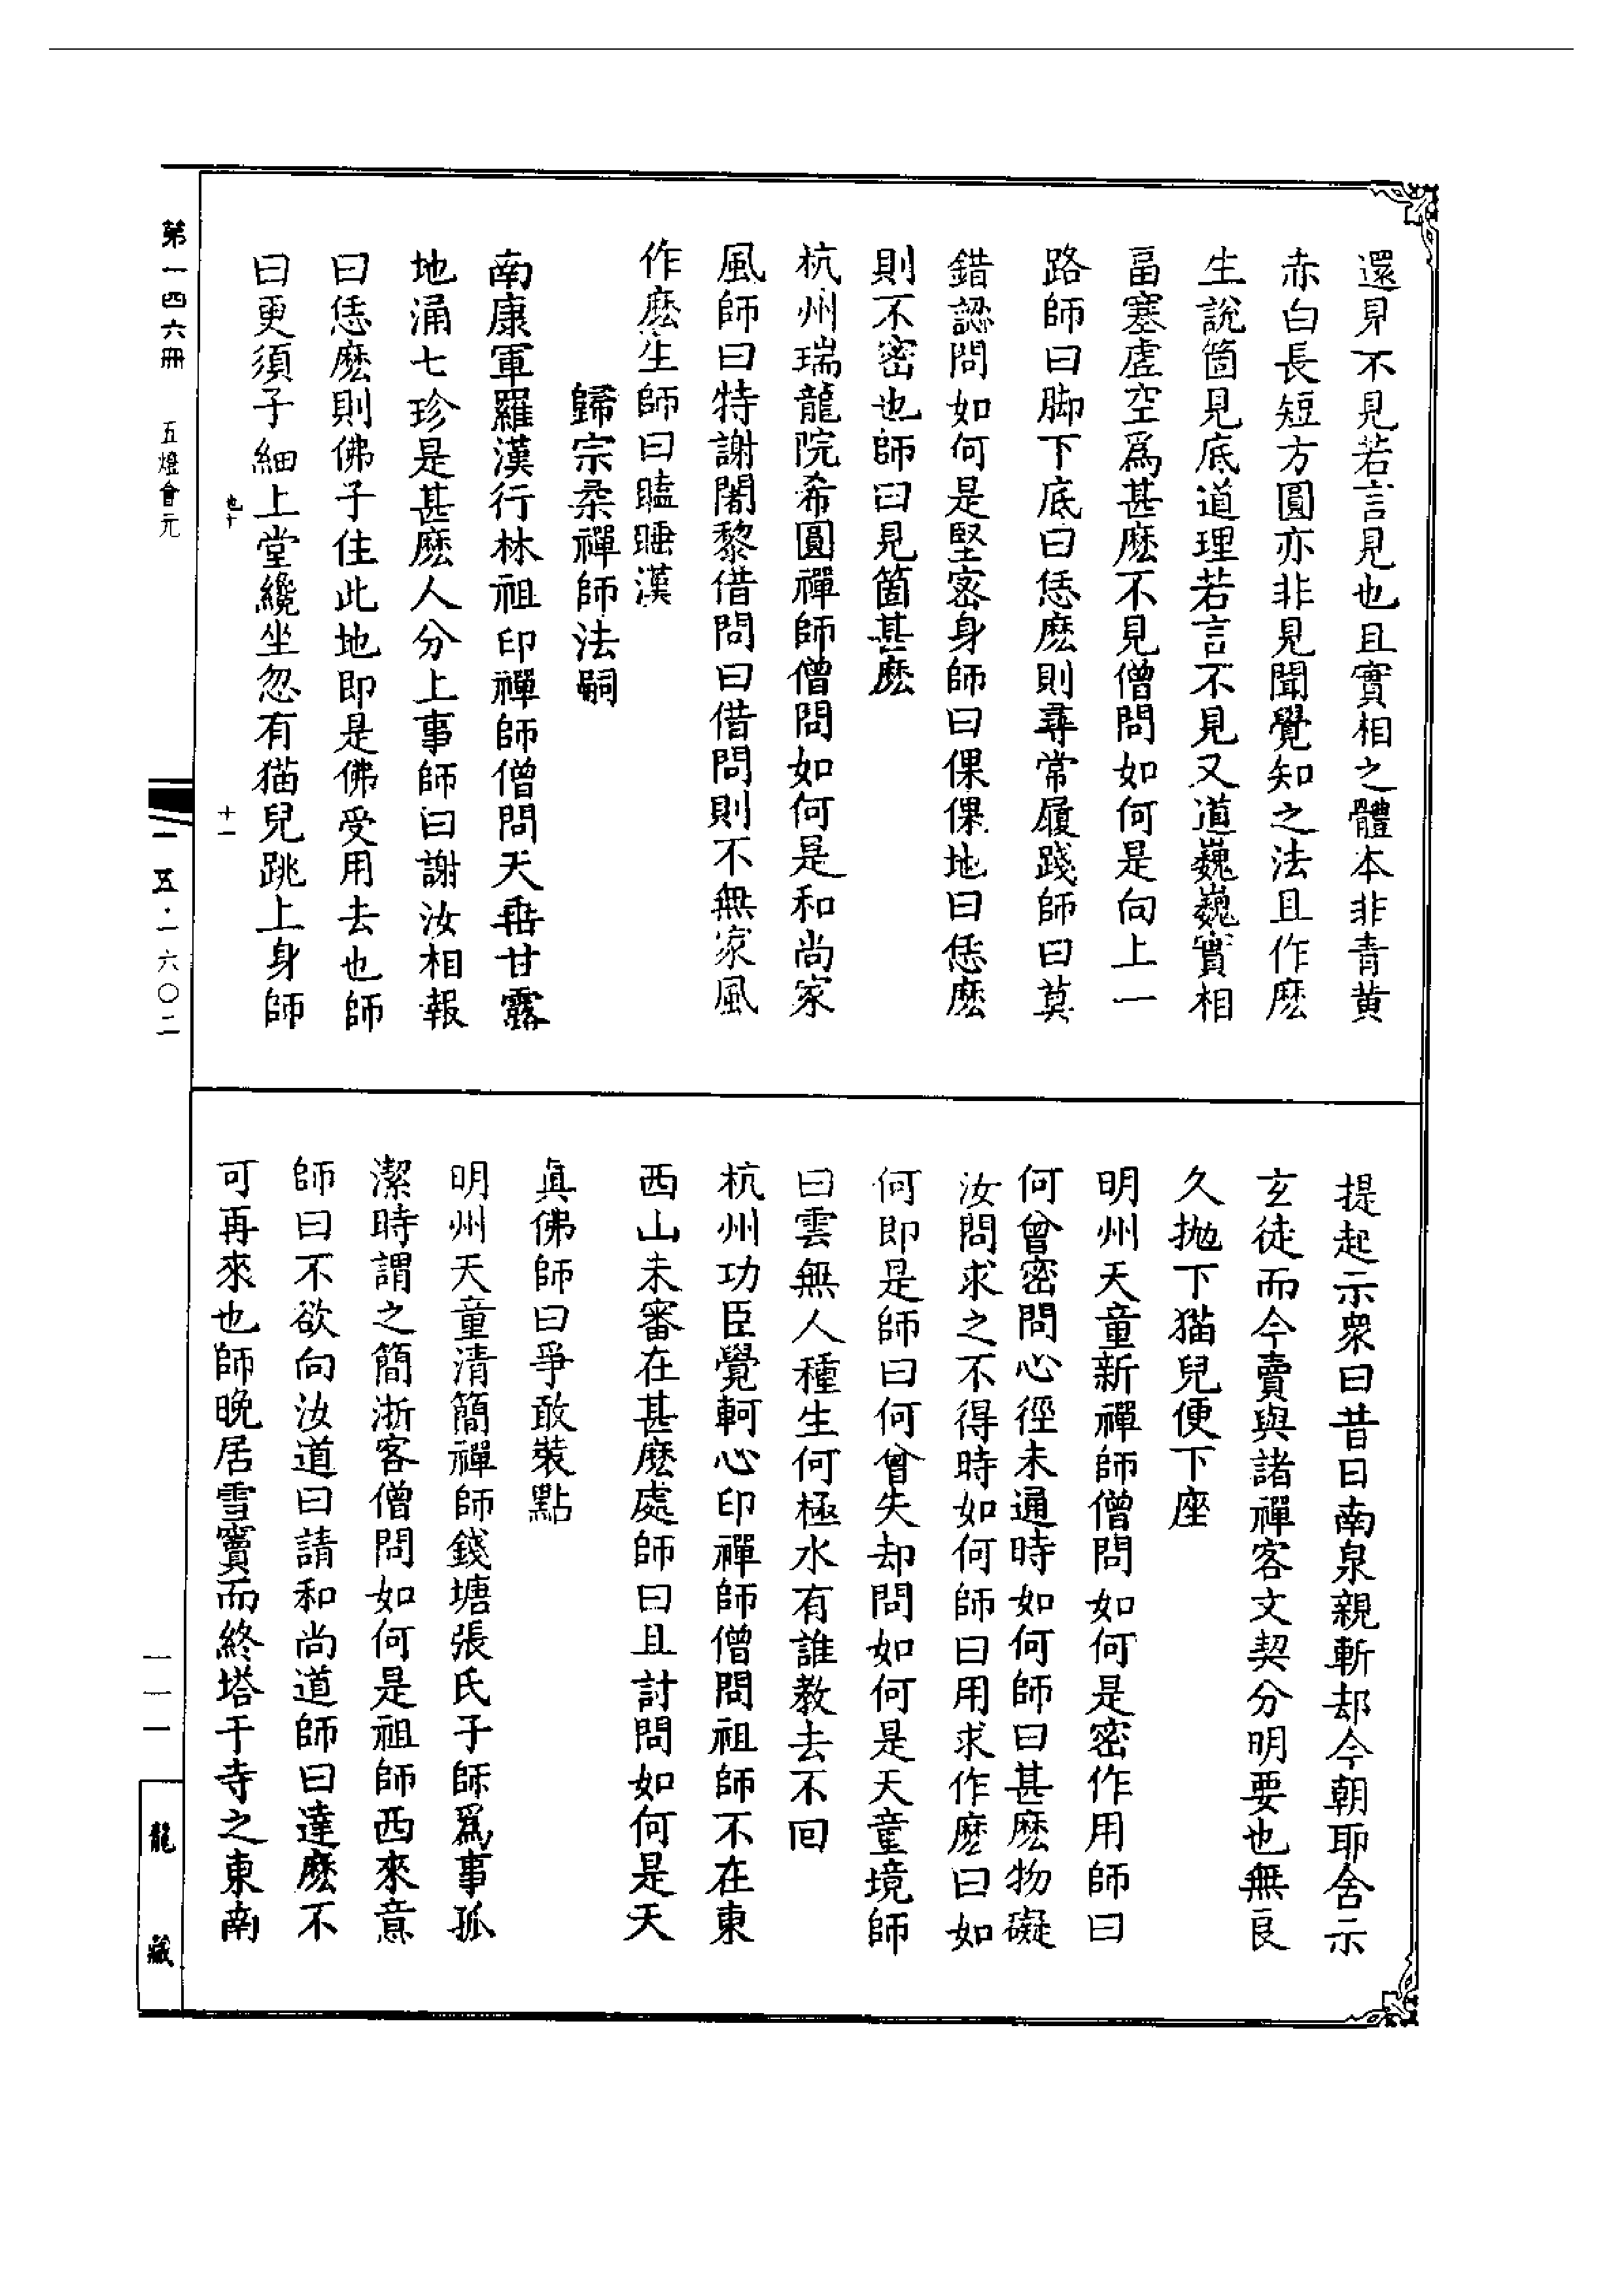 還見不見若言見也且實相之體本非青黃
赤白長短方圓亦非見聞覺知之法且作麽
生說箇見底道理若言不見又道巍巍實相
畐塞虛空爲甚麽不見僧問如何是向上一
路師曰脚下底曰恁麽則尋常履踐師曰莫
錯認問如何是堅密身師曰倮倮地曰恁麽
則不密也師曰見箇甚麽
杭州瑞龍院希圓禪師僧問如何是和尚家
風師曰特謝闍黎借問曰借問則不無家風
作麽生師曰瞌睡漢
歸宗柔禪師法嗣
南康軍羅漢行林祖印禪師僧問天垂甘露
地涌七珍是甚麽人分上事師曰謝汝相報
曰恁麽則佛子住此地即是佛受用去也師
曰更須子細上堂纔坐忽有猫兒跳上身師
提起示衆曰昔日南泉親斬却今朝耶舍示
玄徒而今賣與諸禪客文契分明要也無良
久抛下猫兒便下座
明州天童新禪師僧問如何是密作用師曰
何曾密問心徑未通時如何師曰甚麽物礙
汝問求之不得時如何師曰用求作麽曰如
何即是師曰何曾失却問如何是天童境師
曰雲無人種生何極水有誰教去不回
杭州功臣覺軻心印禪師僧問祖師不在東
西山未審在甚麽處師曰且討問如何是天
真佛師曰爭敢裝點
明州天童清簡禪師錢塘張氏子師爲事孤
潔時謂之簡浙客僧問如何是祖師西來意
師曰不欲向汝道曰請和尚道師曰達麽不
可再來也師晚居雪竇而終塔于寺之東南
第一四六冊 五燈會元 一五·一六〇二
一一一 龍藏
十一